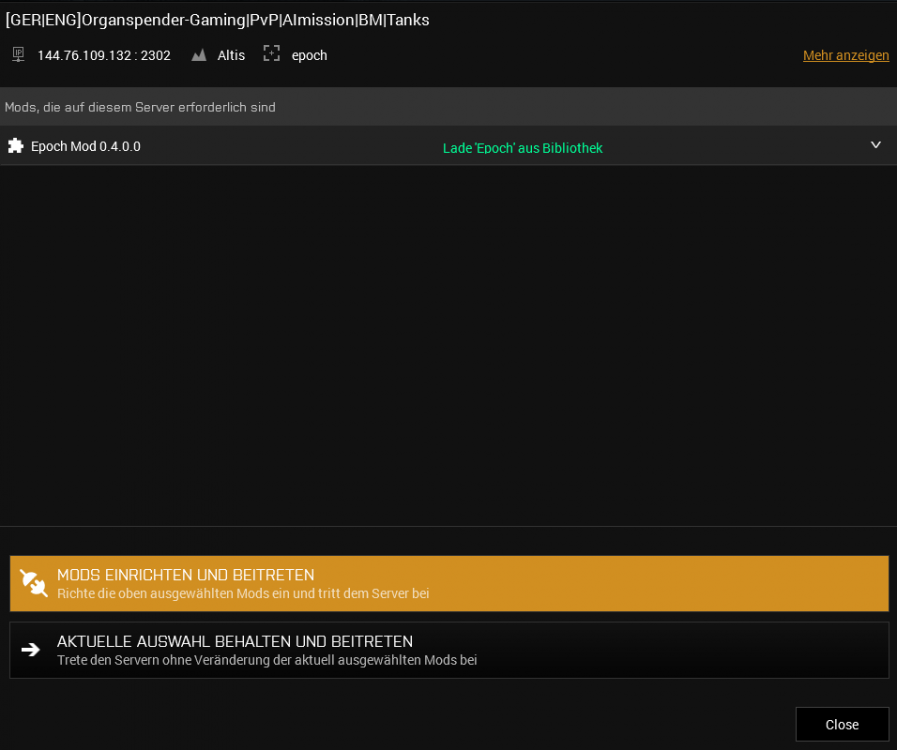 [GER|ENG]Organspender-Gaming|PvP|AImission|BM|Tanks
IP 144.76.109.132 : 2302 Altis epoch Mehr anzeigen
Mods, die auf diesem Server erforderlich sind
Epoch Mod 0.4.0.0 Lade 'Epoch' aus Bibliothek
MODS EINRICHTEN UND BEITRETEN
Richte die oben ausgewählten Mods ein und tritt dem Server bei
AKTUELLE AUSWAHL BEHALTEN UND BEITRETEN
Trete den Servern ohne Veränderung der aktuell ausgewählten Mods bei
Close